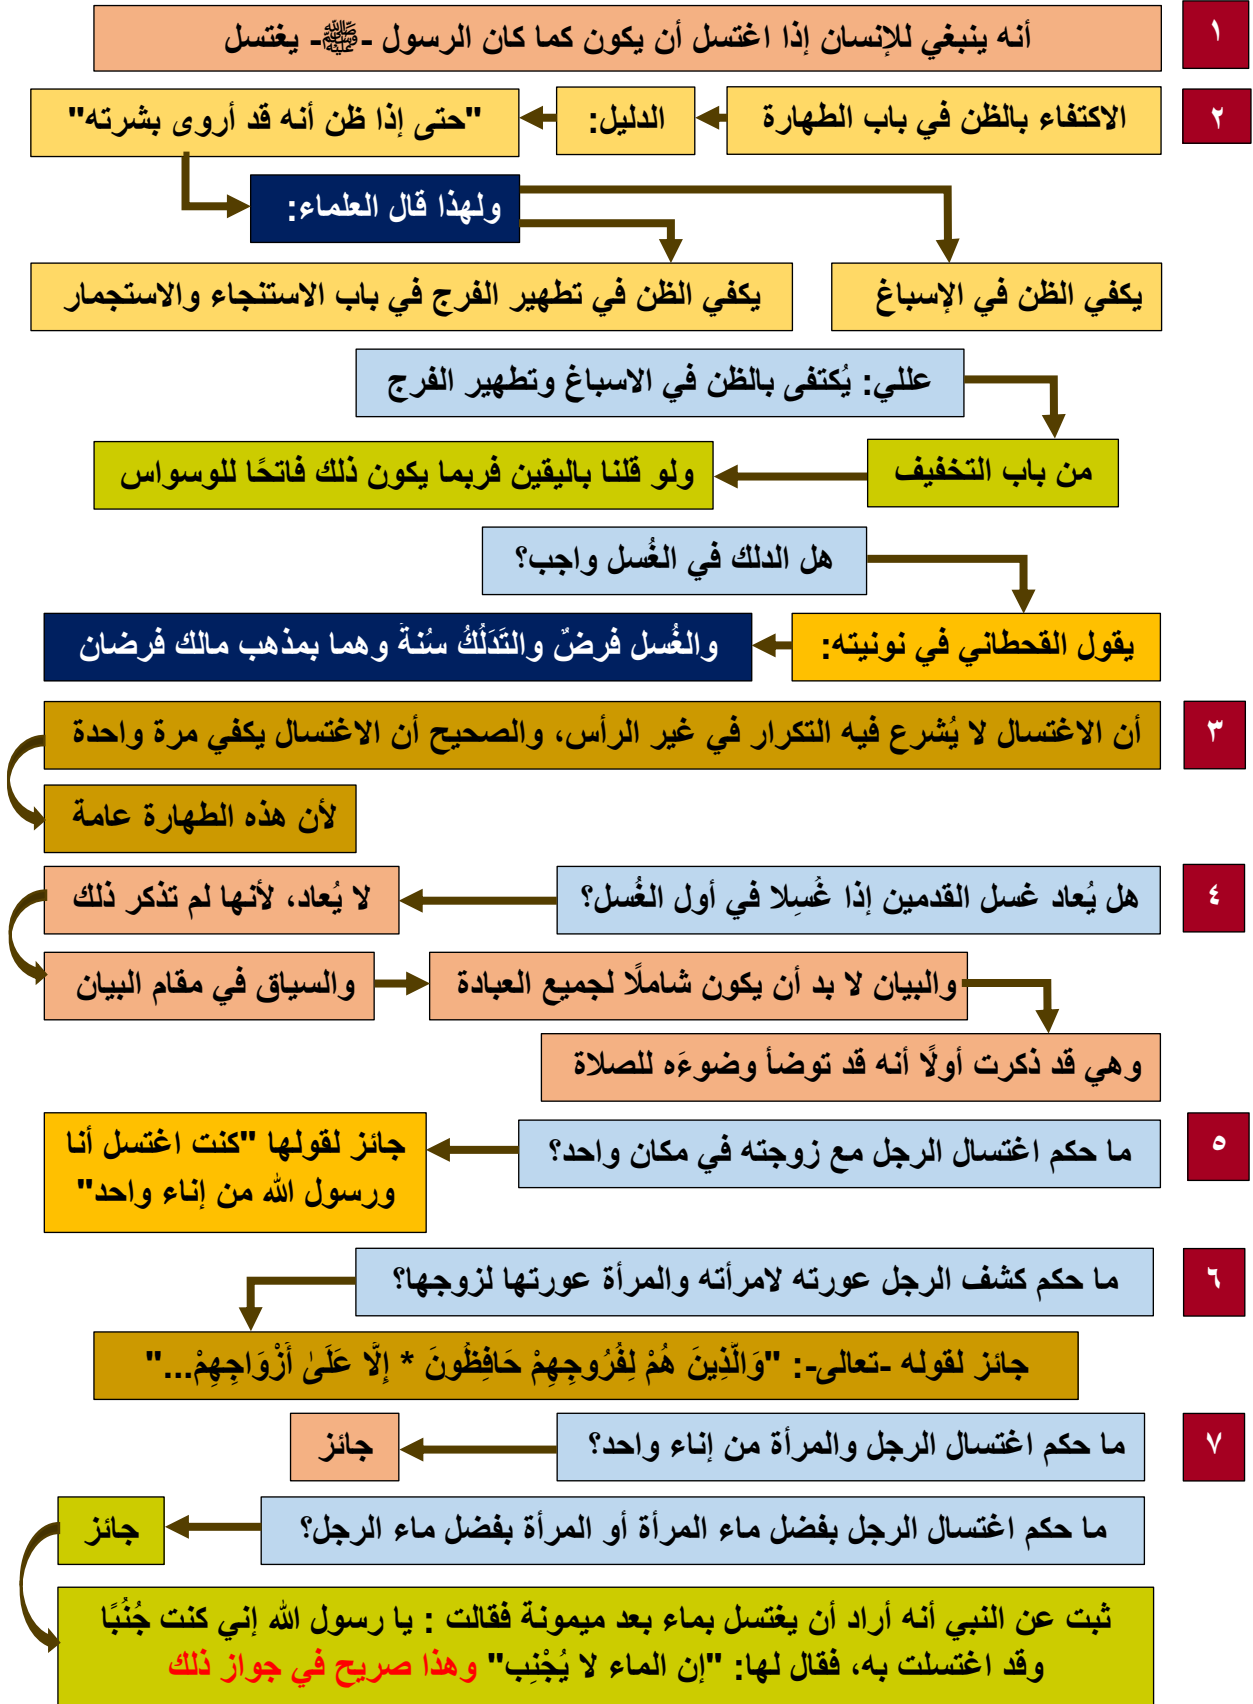 ١
أنه ينبغي للإنسان إذا اغتسل أن يكون كما كان الرسول -ﷺ- يغتسل
٢
الاكتفاء بالظن في باب الطهارة
الدليل:
"حتى إذا ظن أنه قد أروى بشرته"
ولهذا قال العلماء:
يكفي الظن في الإسباغ
يكفي الظن في تطهير الفرج في باب الاستنجاء والاستجمار
عللي: يُكتفى بالظن في الاسباغ وتطهير الفرج
من باب التخفيف
ولو قلنا باليقين فربما يكون ذلك فاتحًا للوسواس
هل الدلك في الغُسل واجب؟
يقول القحطاني في نونيته:
والغُسل فرضٌ والتَدَلُكُ سُنةٌ وهما بمذهب مالك فرضان
٣
أن الاغتسال لا يُشرع فيه التكرار في غير الرأس، والصحيح أن الاغتسال يكفي مرة واحدة
لأن هذه الطهارة عامة
٤
هل يُعاد غسل القدمين إذا غُسِلا في أول الغُسل؟
لا يُعاد، لأنها لم تذكر ذلك
والسياق في مقام البيان
والبيان لا بد أن يكون شاملًا لجميع العبادة
وهي قد ذكرت أولًا أنه قد توضأ وضوءَه للصلاة
٥
ما حكم اغتسال الرجل مع زوجته في مكان واحد؟
جائز لقولها "كنت اغتسل أنا
ورسول الله من إناء واحد"
٦
ما حكم كشف الرجل عورته لامرأته والمرأة عورتها لزوجها؟
جائز لقوله -تعالى-: "وَالَّذِينَ هُمْ لِفُرُوجِهِمْ حَافِظُونَ * إِلَّا عَلَىٰ أَزْوَاجِهِمْ..."
٧
ما حكم اغتسال الرجل والمرأة من إناء واحد؟
جائز
ما حكم اغتسال الرجل بفضل ماء المرأة أو المرأة بفضل ماء الرجل؟
جائز
ثبت عن النبي أنه أراد أن يغتسل بماء بعد ميمونة فقالت : يا رسول الله إني كنت جُنُبًا
وقد اغتسلت به، فقال لها: "إن الماء لا يُجْنِب" وهذا صريح في جواز ذلك